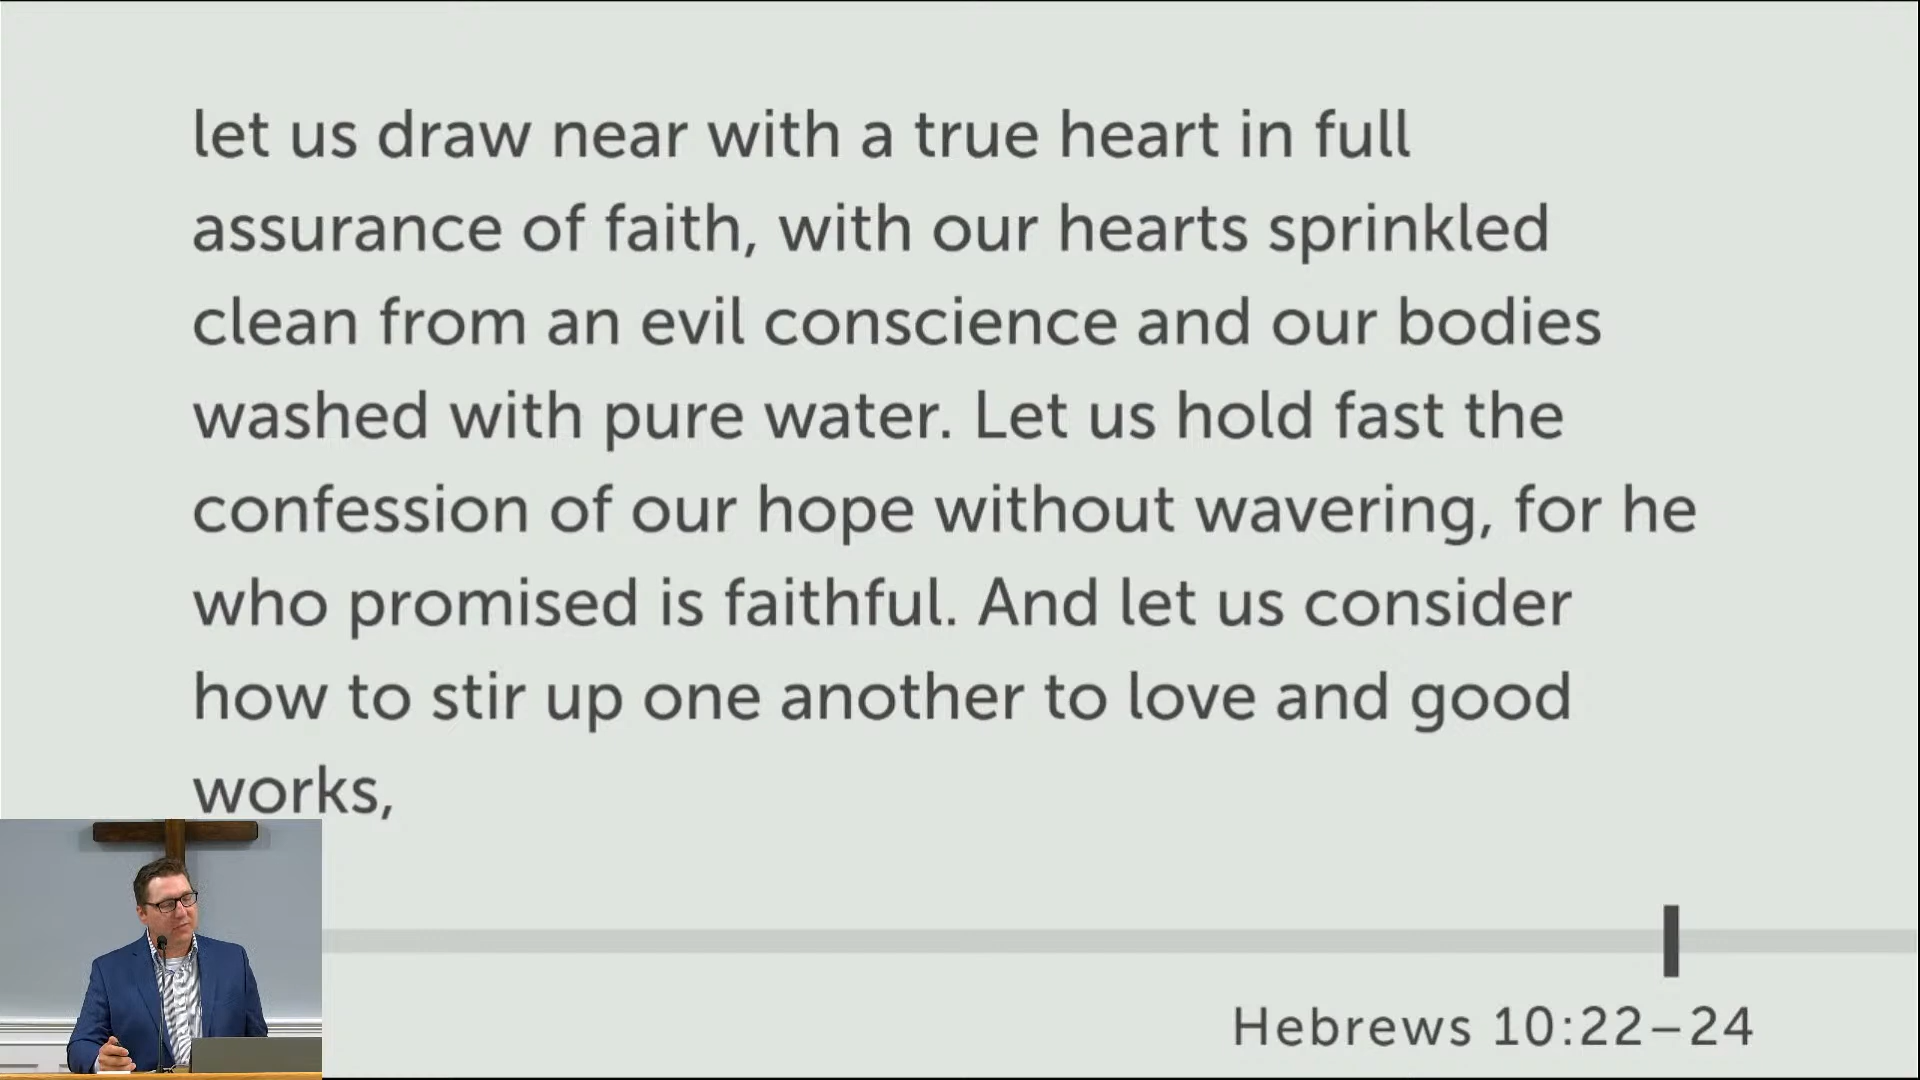 let us draw near with a true heart in full
assurance of faith, with our hearts sprinkled
clean from an evil conscience and our bodies
washed with pure water. Let us hold fast the
confession of our hope without wavering, for he
who promised is faithful. And let us consider
how to stir up one another to love and good
works,
Hebrews 10:22–24